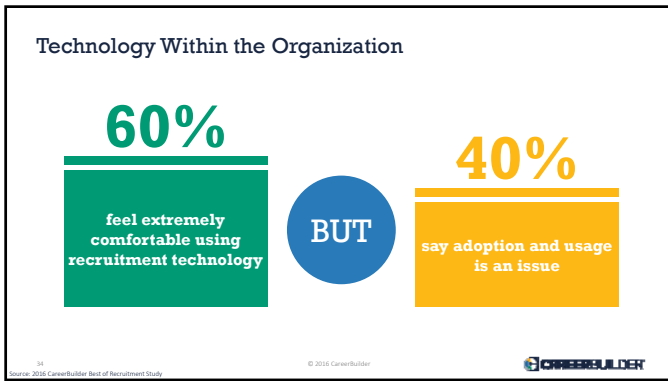 Technology Within the Organization
60%
feel extremely
comfortable using
recruitment technology
BUT
40%
say adoption and usage
is an issue
34
© 2016 CareerBuilder
CAREERBUILDER
Source: 2016 CareerBuilder Best of Recruitment Study